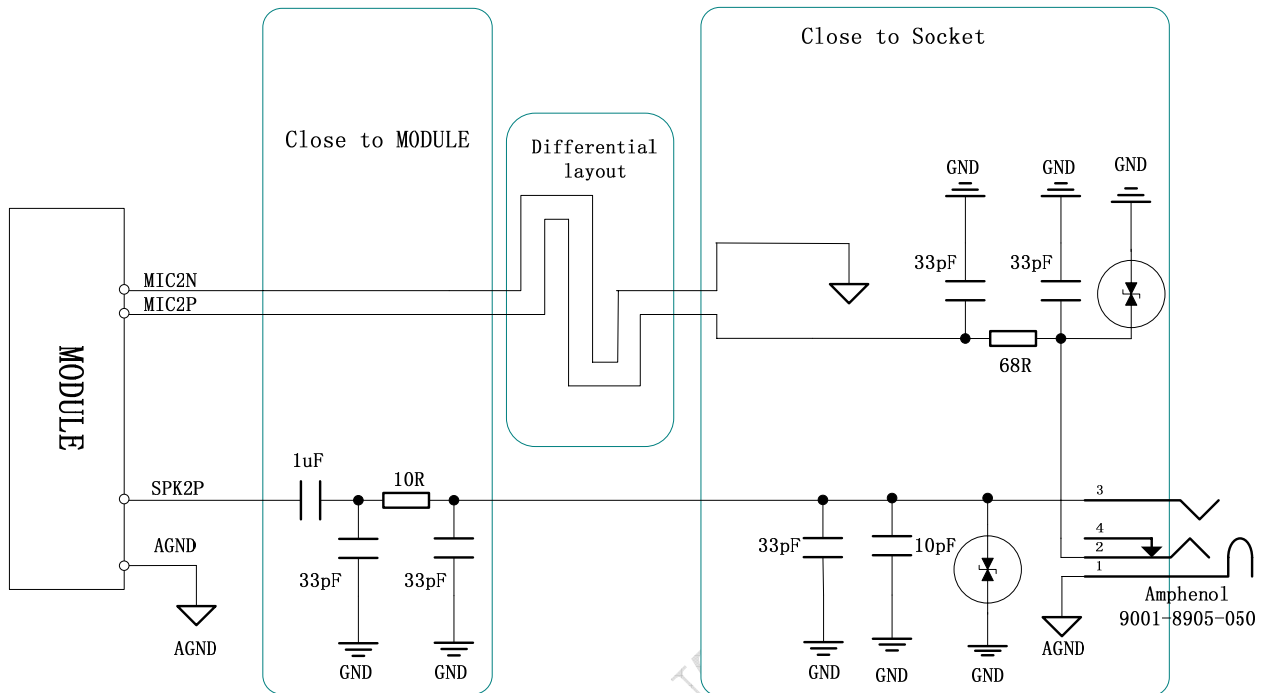 Close to Socket
Close to MODULE
Differential
layout
GND
GND
GND
33pF
33pF
MIC2N
MIC2P
68R
MODULE
1uF
10R
SPK2P
3
4
2
1
AGND
33pF
33pF
33pF
10pF
Amphenol
9001-8905-050
AGND
GND
GND
GND
GND
GND
AGND